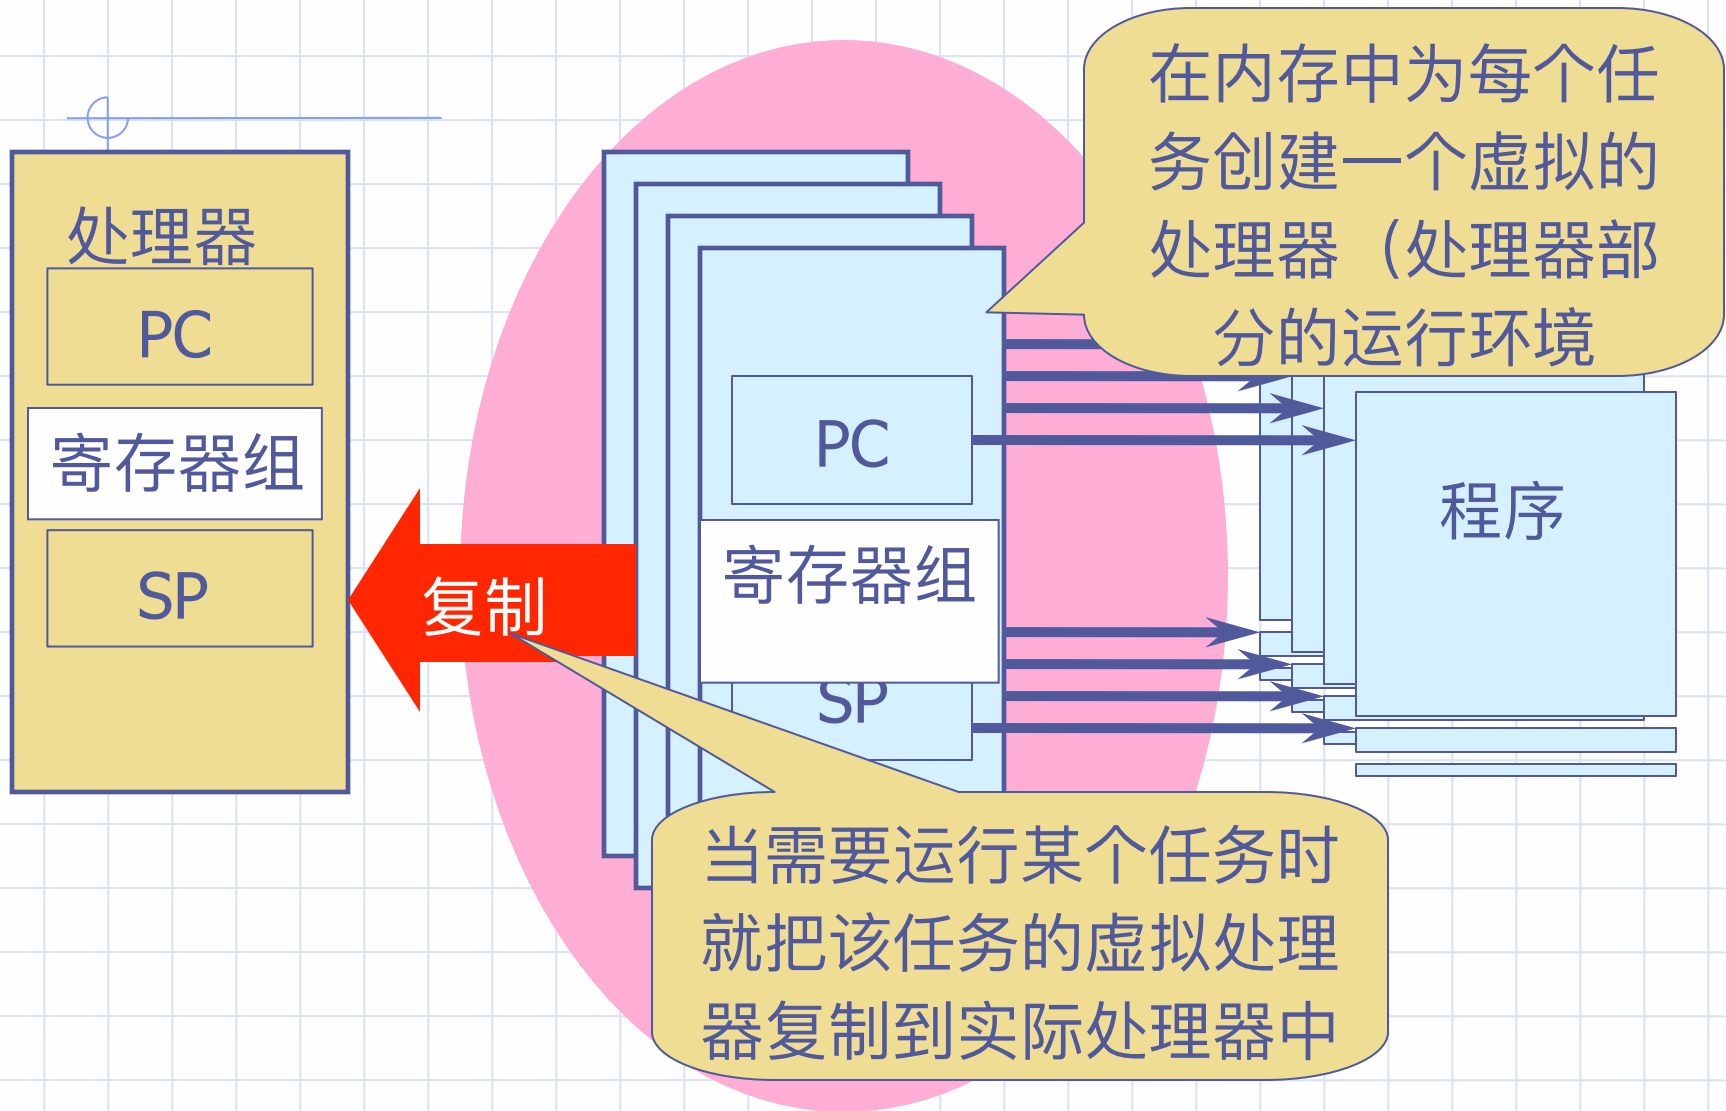 在内存中为每个任
务创建一个虚拟的
处理器（处理器部
分的运行环境
处理器
PC
寄存器组
SP
复制
PC
寄存器组
SP
程序
当需要运行某个任务时
就把该任务的虚拟处理
器复制到实际处理器中